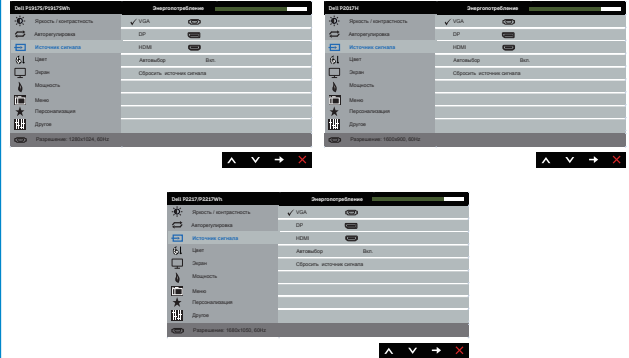 Dell P1917S/P1917SWh Энергопотребление
Яркость / контрастность
VGA
Авторегулировка
DP
Источник сигнала
HDMI
Цвет
Автовыбор Вкл.
Экран
Сбросить источник сигнала
Мощность
Меню
Персонализация
Другое
Разрешение: 1280x1024, 60Hz
Dell P2017H Энергопотребление
Яркость / контрастность
VGA
Авторегулировка
DP
Источник сигнала
HDMI
Цвет
Автовыбор Вкл.
Экран
Сбросить источник сигнала
Мощность
Меню
Персонализация
Другое
Разрешение: 1600x900, 60Hz
Dell P2217/P2217Wh Энергопотребление
Яркость / контрастность
VGA
Авторегулировка
DP
Источник сигнала
HDMI
Цвет
Автовыбор Вкл.
Экран
Сбросить источник сигнала
Мощность
Меню
Персонализация
Другое
Разрешение: 1680x1050, 60Hz